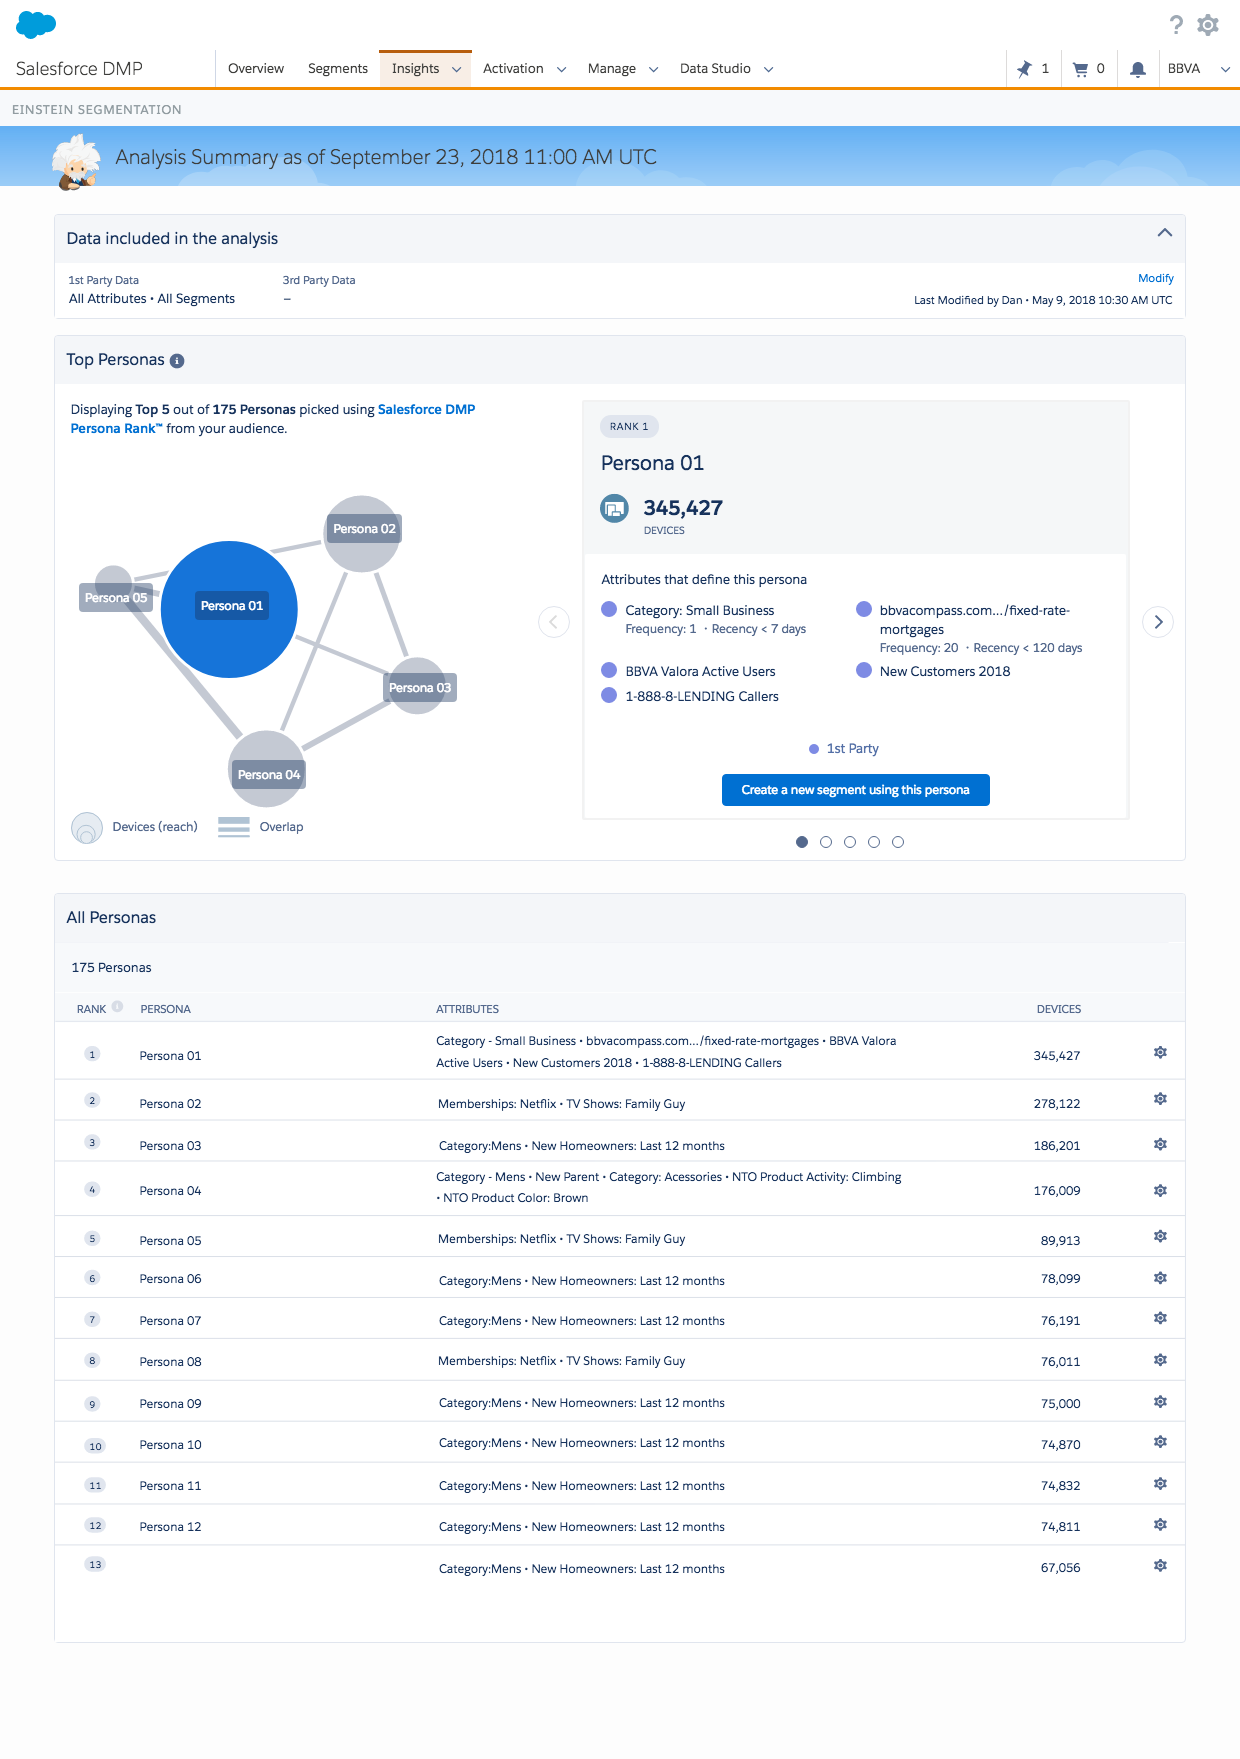 Salesforce DMP
Overview Segments Insights Activation Manage Data Studio 1 0 BBVA
EINSTEIN SEGMENTATION
Analysis Summary as of September 23, 2018 11:00 AM UTC
Data included in the analysis
1st Party Data 3rd Party Data Modify
All Attributes • All Segments – Last Modified by Dan • May 9, 2018 10:30 AM UTC
Top Personas
Displaying Top 5 out of 175 Personas picked using Salesforce DMP
Persona Rank™ from your audience.
Persona 02
Persona 05
Persona 01
Persona 03
Persona 04
Devices (reach) Overlap
RANK 1
Persona 01
345,427
DEVICES
Attributes that define this persona
Category: Small Business
Frequency: 1 · Recency < 7 days
bbvacompass.com.../fixed-rate-
mortgages
Frequency: 20 · Recency < 120 days
BBVA Valora Active Users
New Customers 2018
1-888-8-LENDING Callers
1st Party
Create a new segment using this persona
All Personas
175 Personas
RANK PERSONA ATTRIBUTES DEVICES
1 Persona 01 Category - Small Business • bbvacompass.com.../fixed-rate-mortgages • BBVA Valora
Active Users • New Customers 2018 • 1-888-8-LENDING Callers 345,427
2 Persona 02 Memberships: Netflix • TV Shows: Family Guy 278,122
3 Persona 03 Category:Mens • New Homeowners: Last 12 months 186,201
4 Persona 04 Category - Mens • New Parent • Category: Acessories • NTO Product Activity: Climbing
• NTO Product Color: Brown 176,009
5 Persona 05 Memberships: Netflix • TV Shows: Family Guy 89,913
6 Persona 06 Category:Mens • New Homeowners: Last 12 months 78,099
7 Persona 07 Category:Mens • New Homeowners: Last 12 months 76,191
8 Persona 08 Memberships: Netflix • TV Shows: Family Guy 76,011
9 Persona 09 Category:Mens • New Homeowners: Last 12 months 75,000
10 Persona 10 Category:Mens • New Homeowners: Last 12 months 74,870
11 Persona 11 Category:Mens • New Homeowners: Last 12 months 74,832
12 Persona 12 Category:Mens • New Homeowners: Last 12 months 74,811
13 Category:Mens • New Homeowners: Last 12 months 67,056